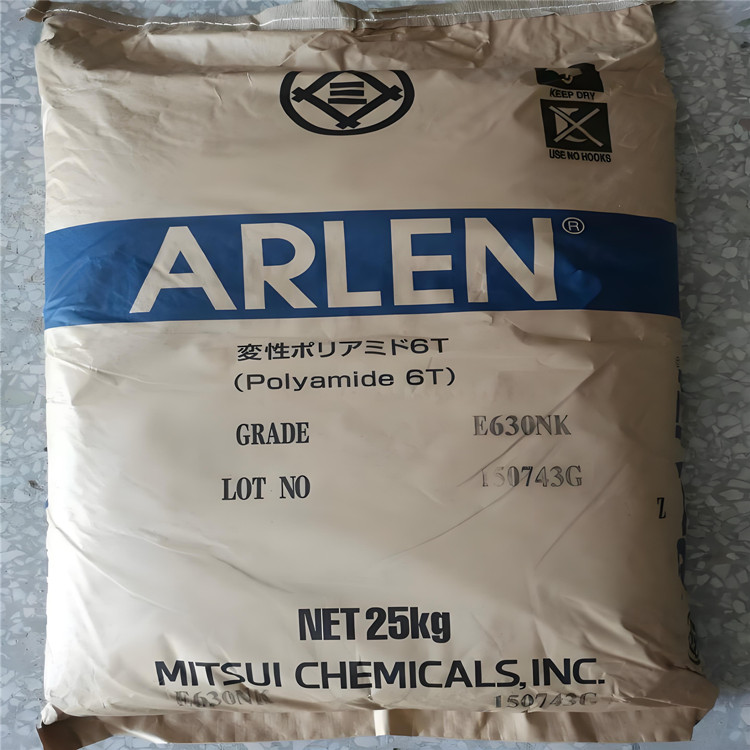 KEEP DRY
USE NO HOOKS
ARLEN®
変性ポリアミド6T
(Polyamide 6T)
GRADE E630NK
LOT NO 150743G
Z
NET 25kg
MITSUI CHEMICALS, INC.
E630NK 150743G